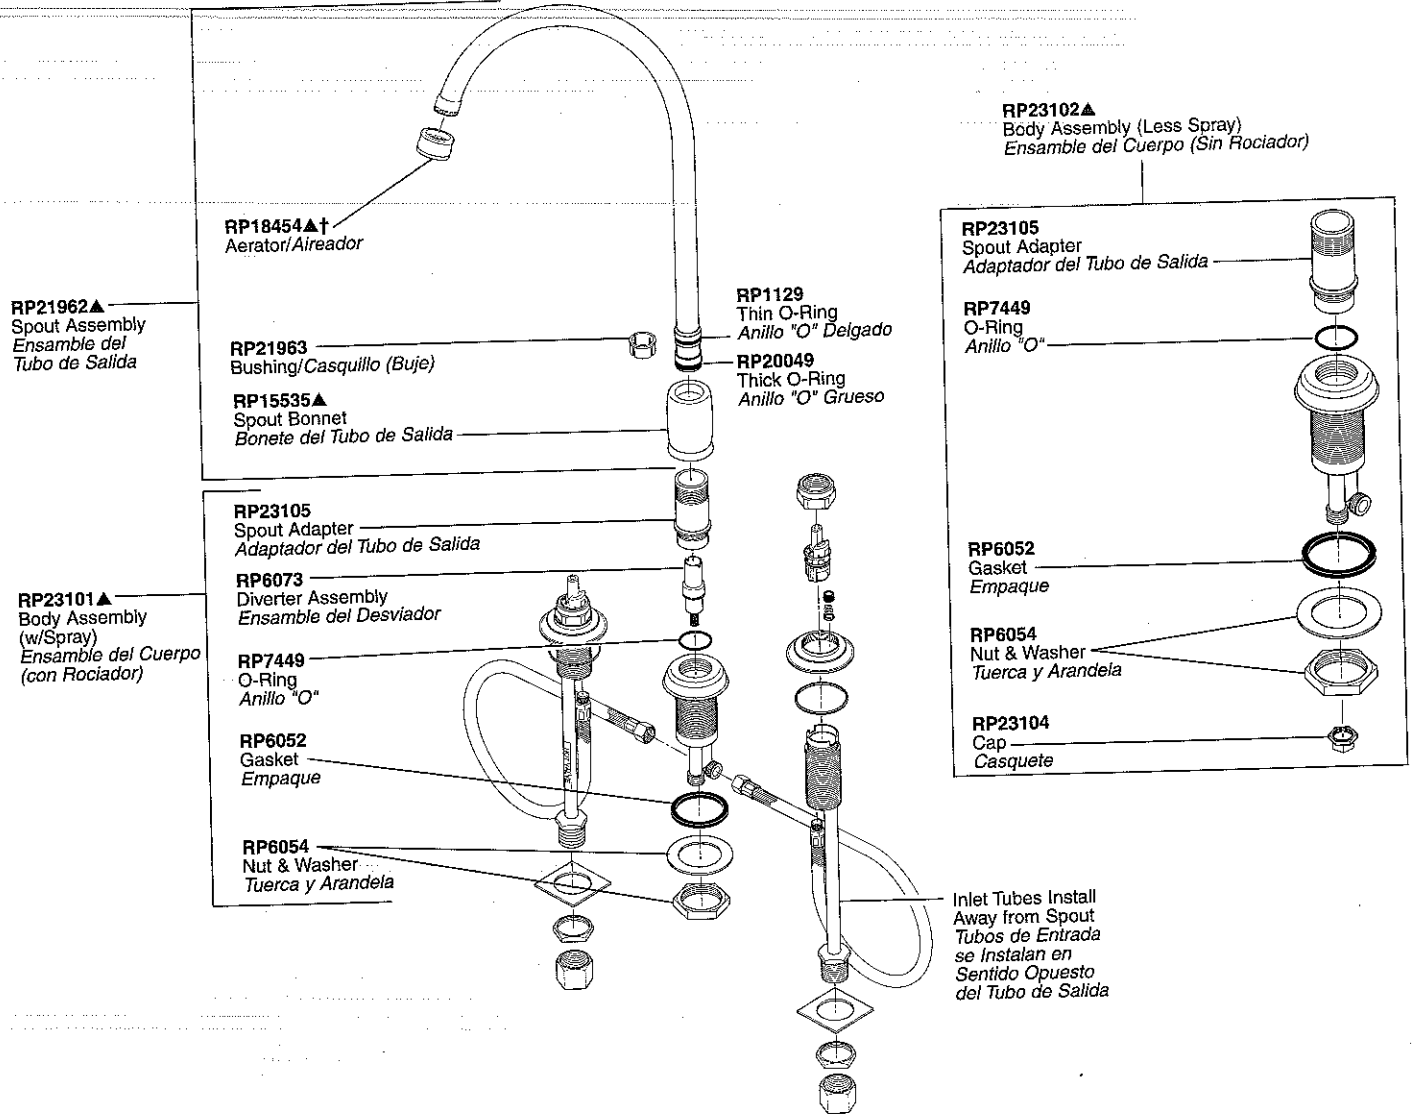 RP18454▲†
Aerator/Aireador
RP21962▲
Spout Assembly
Ensamble del
Tubo de Salida
RP21963
Bushing/Casquillo (Buje)
RP15535▲
Spout Bonnet
Bonete del Tubo de Salida
RP1129
Thin O-Ring
Anillo "O" Delgado
RP20049
Thick O-Ring
Anillo "O" Grueso
RP23101▲
Body Assembly
(w/Spray)
Ensamble del Cuerpo
(con Rociador)
RP23105
Spout Adapter
Adaptador del Tubo de Salida
RP6073
Diverter Assembly
Ensamble del Desviador
RP7449
O-Ring
Anillo "O"
RP6052
Gasket
Empaque
RP6054
Nut & Washer
Tuerca y Arandela
Inlet Tubes Install
Away from Spout
Tubos de Entrada
se Instalan en
Sentido Opuesto
del Tubo de Salida
RP23102▲
Body Assembly (Less Spray)
Ensamble del Cuerpo (Sin Rociador)
RP23105
Spout Adapter
Adaptador del Tubo de Salida
RP7449
O-Ring
Anillo "O"
RP6052
Gasket
Empaque
RP6054
Nut & Washer
Tuerca y Arandela
RP23104
Cap
Casquete